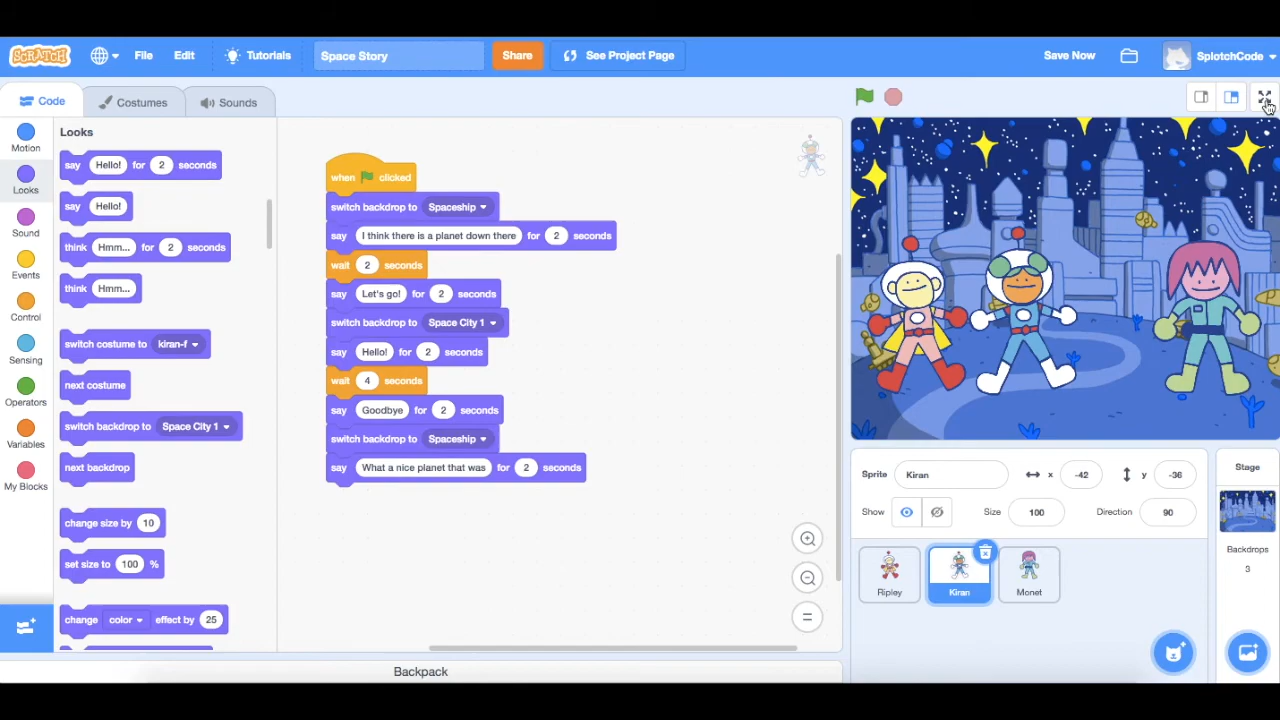 SCRATCH File Edit Tutorials Space Story Share See Project Page Save Now SplotchCode
Code Costumes Sounds
Motion
Looks
Sound
Events
Control
Sensing
Operators
Variables
My Blocks
Looks
say Hello! for 2 seconds
say Hello!
think Hmm... for 2 seconds
think Hmm...
switch costume to kiran-f
next costume
switch backdrop to Space City 1
next backdrop
change size by 10
set size to 100 %
change color effect by 25
when clicked
switch backdrop to Spaceship
say I think there is a planet down there for 2 seconds
wait 2 seconds
say Let's go! for 2 seconds
switch backdrop to Space City 1
say Hello! for 2 seconds
wait 4 seconds
say Goodbye for 2 seconds
switch backdrop to Spaceship
say What a nice planet that was for 2 seconds
Backpack
Sprite Kiran x -42 y -36
Show Size 100 Direction 90
Ripley Kiran Monet
Stage
Backdrops
3